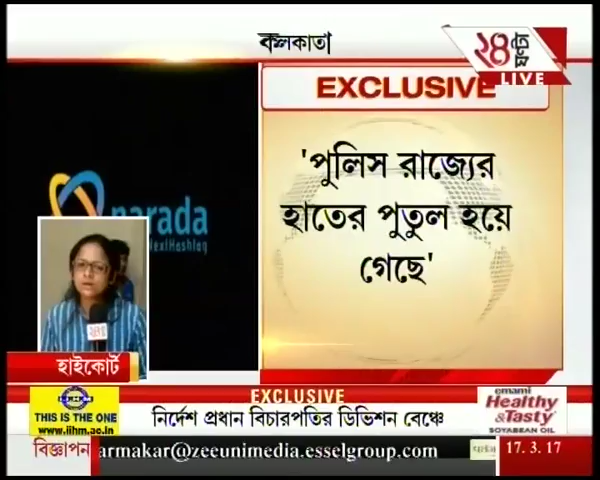 কলকাতা
২৪ ঘণ্টা
LIVE
EXCLUSIVE
'পুলিস রাজ্যের
হাতের পুতুল হয়ে
গেছে'
narada
হাইকোর্ট
EXCLUSIVE
নির্দেশ প্রধান বিচারপতির ডিভিশন বেঞ্চে
THIS IS THE ONE
www.iihm.ac.in
emami
Healthy
& Tasty
SOYABEAN OIL
বিজ্ঞাপন
armakar@zeeunimedia.esselgroup.com
17. 3. 17